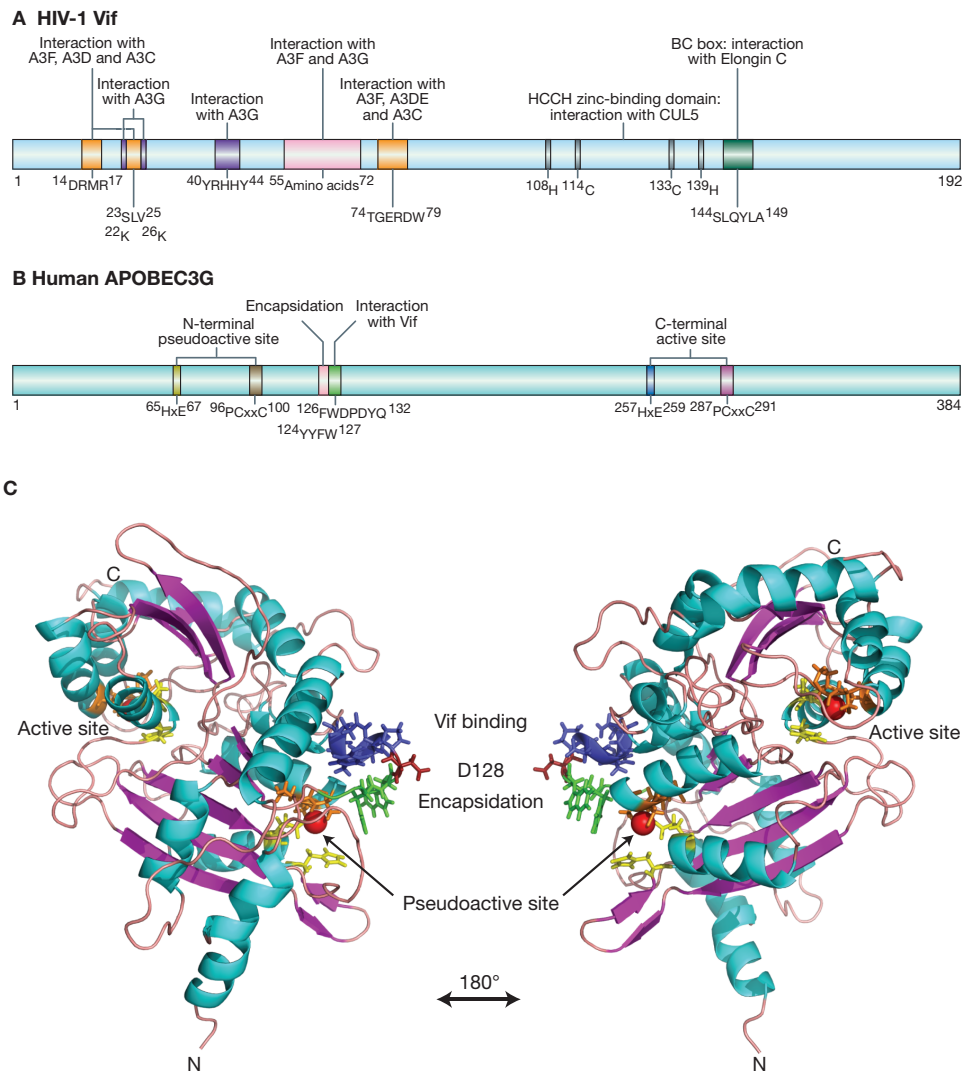 A HIV-1 Vif
Interaction with
A3F, A3D and A3C
Interaction
with A3G
Interaction
with A3G
Interaction with
A3F and A3G
Interaction with
A3F, A3DE
and A3C
HCCH zinc-binding domain:
interaction with CUL5
BC box: interaction
with Elongin C
1
14DRMR17
23SLV25
22K 26K
40YRHHY44
55Amino acids72
74TGERDW79
108H
114C
133C
139H
144SLQYLA149
192
B Human APOBEC3G
N-terminal
pseudoactive site
Encapsidation
Interaction
with Vif
C-terminal
active site
1
65HxE67
96PCxxC100
126FWDPDYQ132
124YYFW127
257HxE259
287PCxxC291
384
C
C
C
Active site
Vif binding
D128
Encapsidation
Active site
Pseudoactive site
180°
N
N